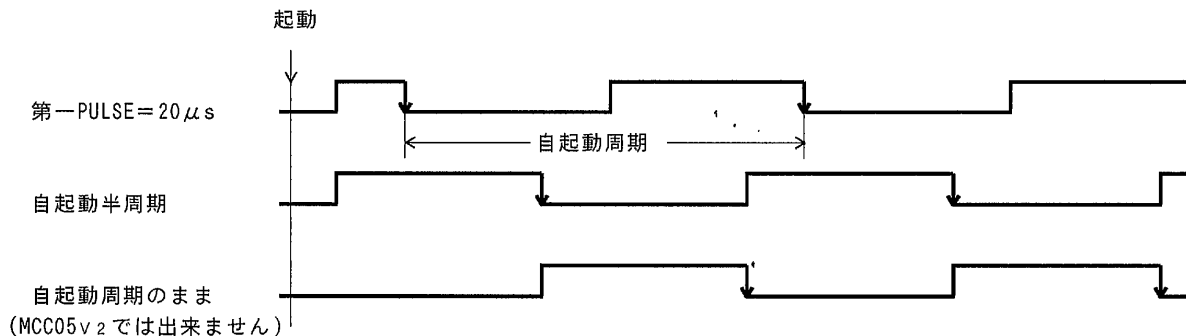 起動
第一PULSE=20μs
自起動周期
自起動半周期
自起動周期のまま
(MCC05v2では出来ません)